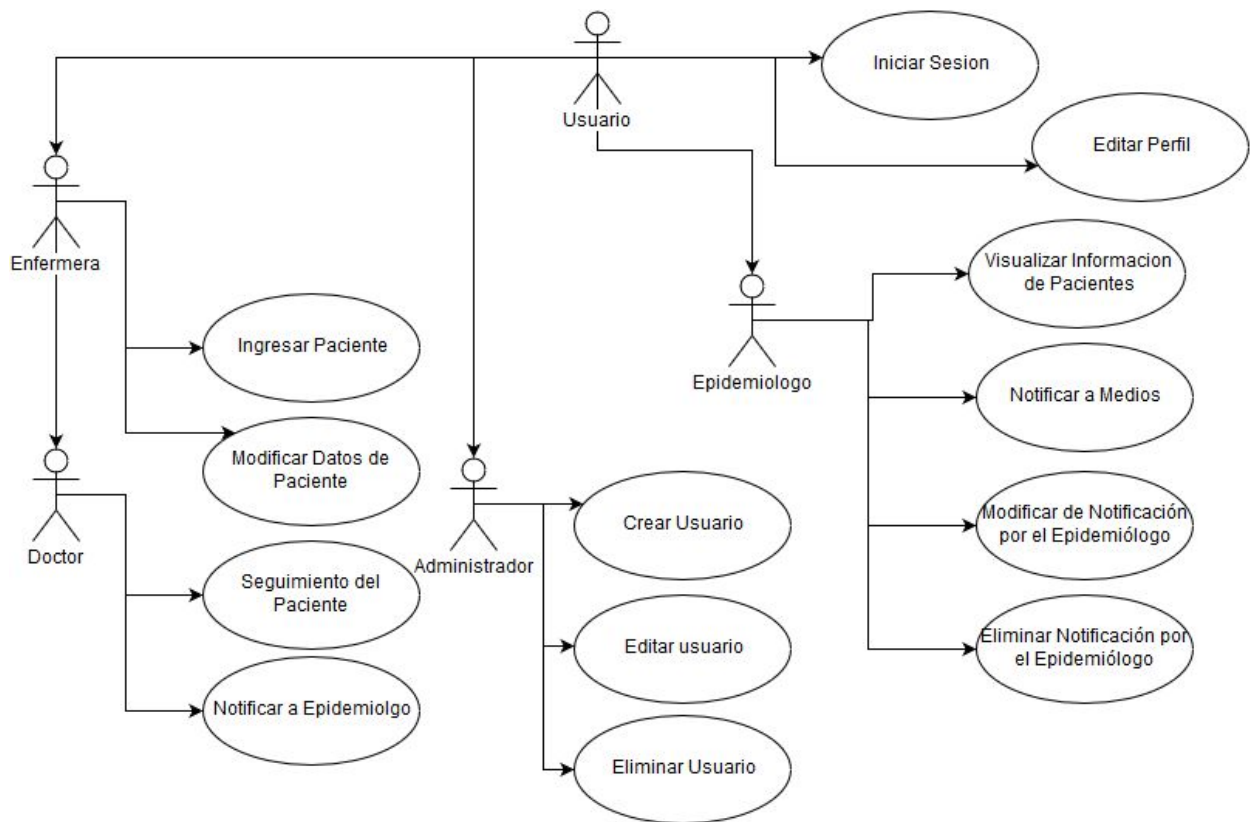 Iniciar Sesion
Usuario
Editar Perfil
Enfermera
Visualizar Informacion
de Pacientes
Epidemiologo
Ingresar Paciente
Notificar a Medios
Modificar Datos de
Paciente
Crear Usuario
Modificar de Notificación
por el Epidemiólogo
Doctor
Administrador
Seguimiento del
Paciente
Editar usuario
Eliminar Notificación por
el Epidemiólogo
Notificar a Epidemiolgo
Eliminar Usuario